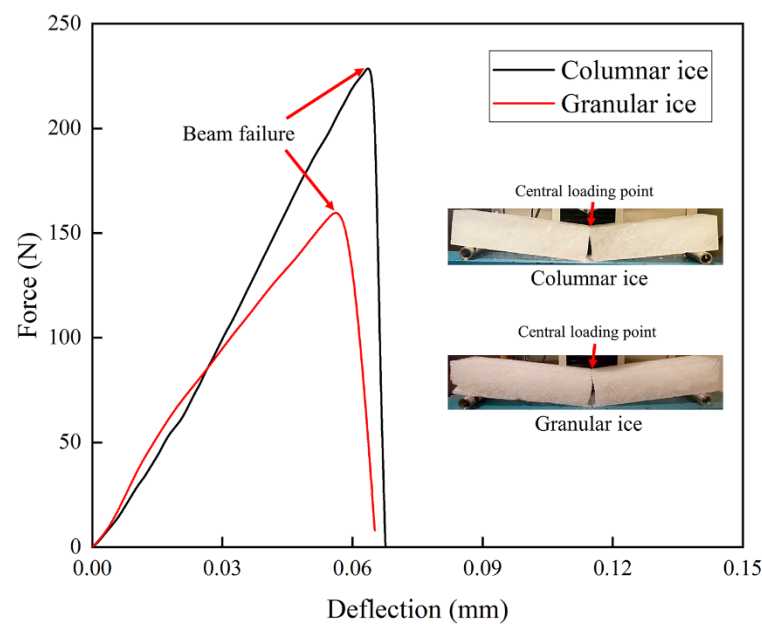 250
200
150
100
50
0
Force (N)
0.00
0.03
0.06
0.09
0.12
0.15
Deflection (mm)
Columnar ice
Granular ice
Beam failure
Central loading point
Columnar ice
Central loading point
Granular ice